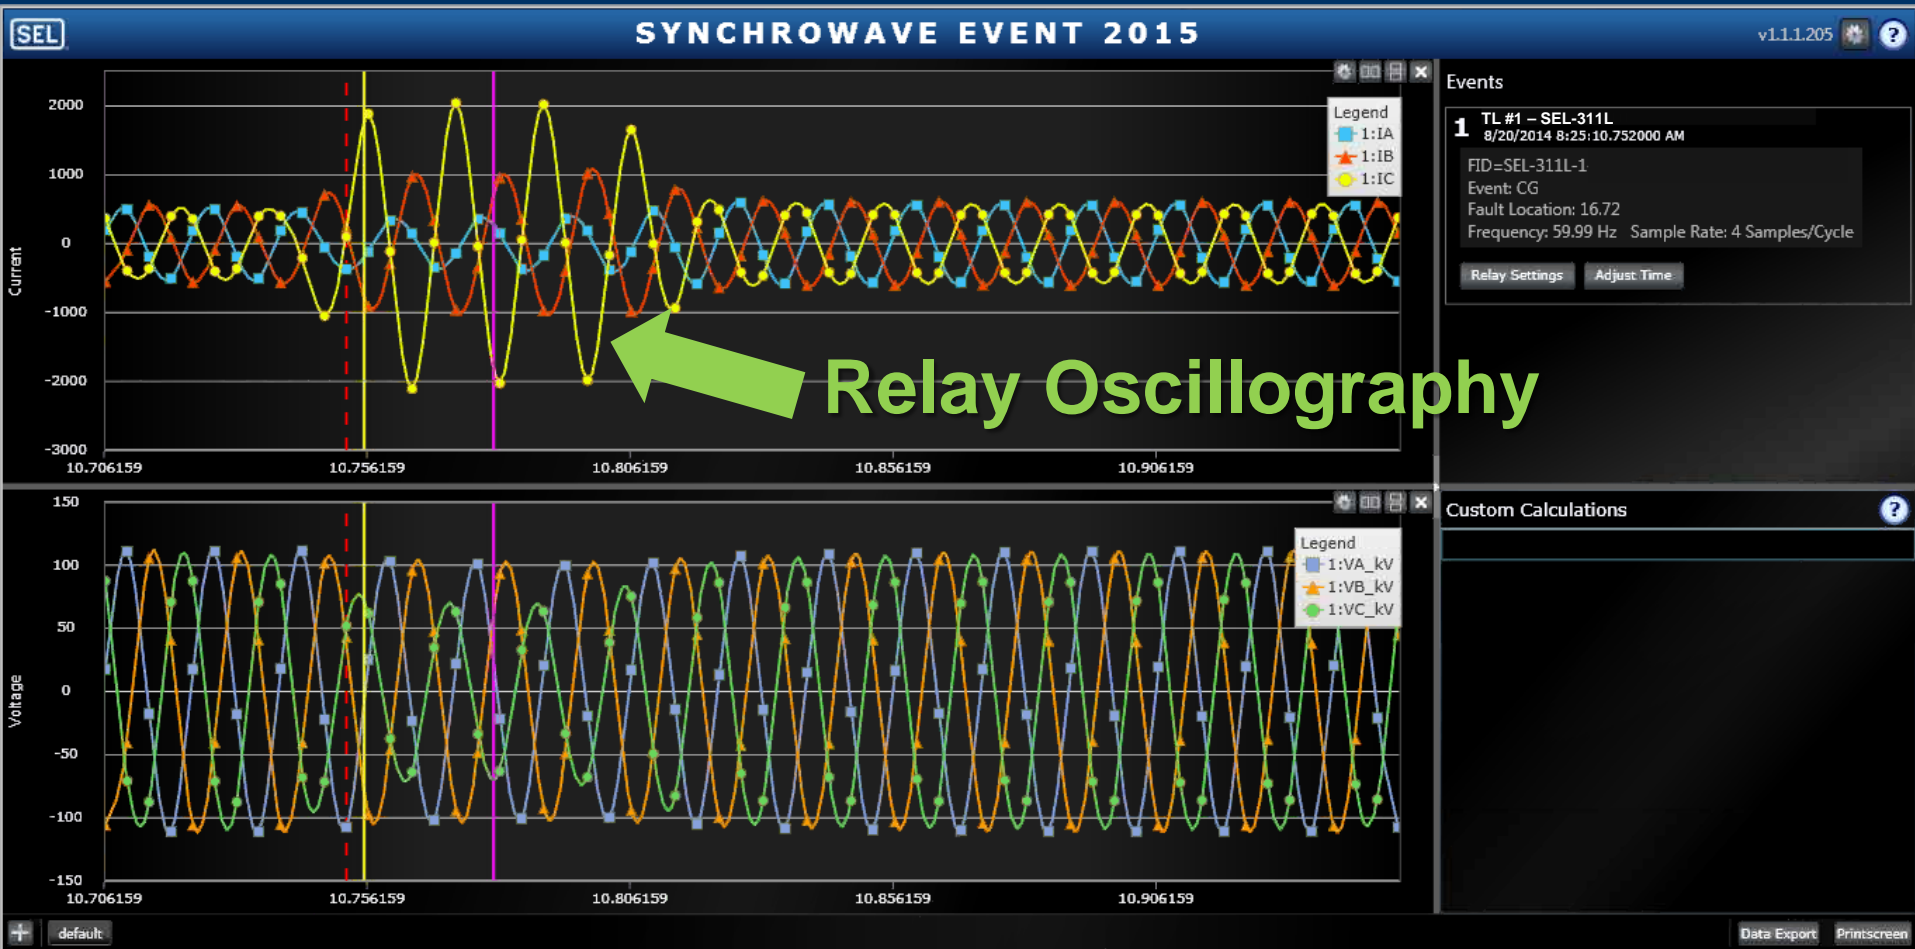 SEL
SYNCHROWAVE EVENT 2015
v1.1.1.205
?
2000
1000
0
-1000
-2000
-3000
Current
10.706159
10.756159
10.806159
10.856159
10.906159
Legend
1:IA
1:IB
1:IC
Relay Oscillography
Events
1
TL #1 – SEL-311L
8/20/2014 8:25:10.752000 AM
FID=SEL-311L-1
Event: CG
Fault Location: 16.72
Frequency: 59.99 Hz Sample Rate: 4 Samples/Cycle
Relay Settings
Adjust Time
150
100
50
0
-50
-100
-150
Voltage
10.706159
10.756159
10.806159
10.856159
10.906159
Legend
1:VA_kV
1:VB_kV
1:VC_kV
Custom Calculations
?
default
Data Export
Printscreen